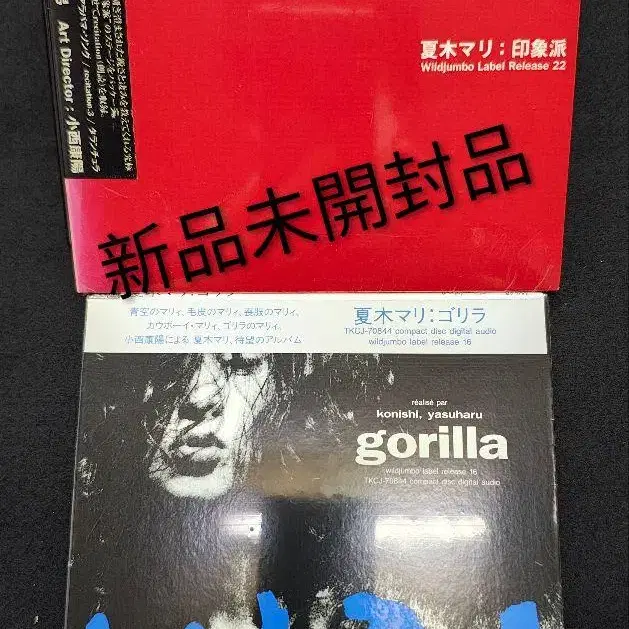 夏木マリ：印象派
Wildjumbo Label Release 22
Art Director：小西康陽
新品未開封品
青空のマリィ、毛皮のマリィ、喪服のマリィ、
カウボーイ・マリィ、ゴリラのマリィ、
小西康陽による 夏木マリ、待望のアルバム
夏木マリ：ゴリラ
TKCJ-70844 compact disc digital audio
wildjumbo label release 16
réalisé par
konishi, yasuharu
gorilla
wildjumbo label release 16
TKCJ-70844 compact disc digital audio